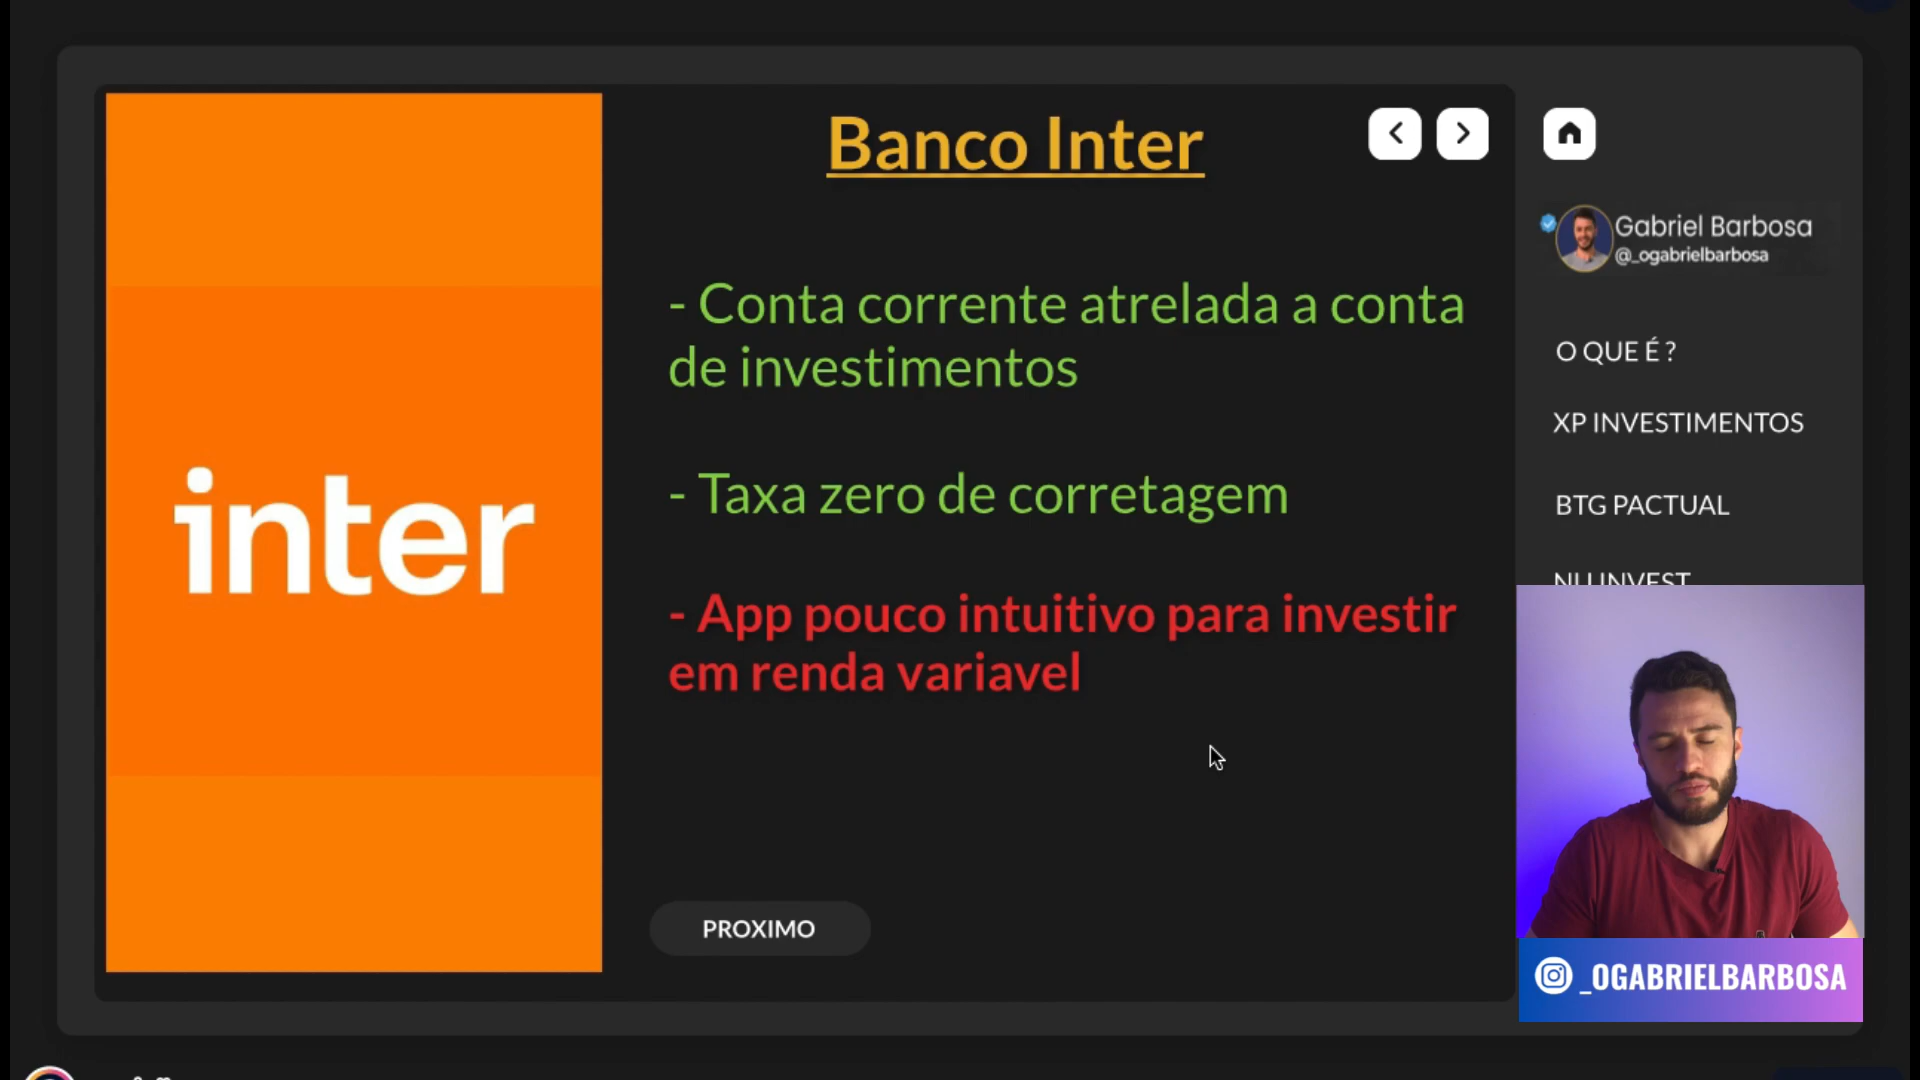 Banco Inter
inter
- Conta corrente atrelada a conta
de investimentos
- Taxa zero de corretagem
- App pouco intuitivo para investir
em renda variavel
PROXIMO
Gabriel Barbosa
@_ogabrielbarbosa
O QUE É ?
XP INVESTIMENTOS
BTG PACTUAL
NUINVEST
_OGABRIELBARBOSA